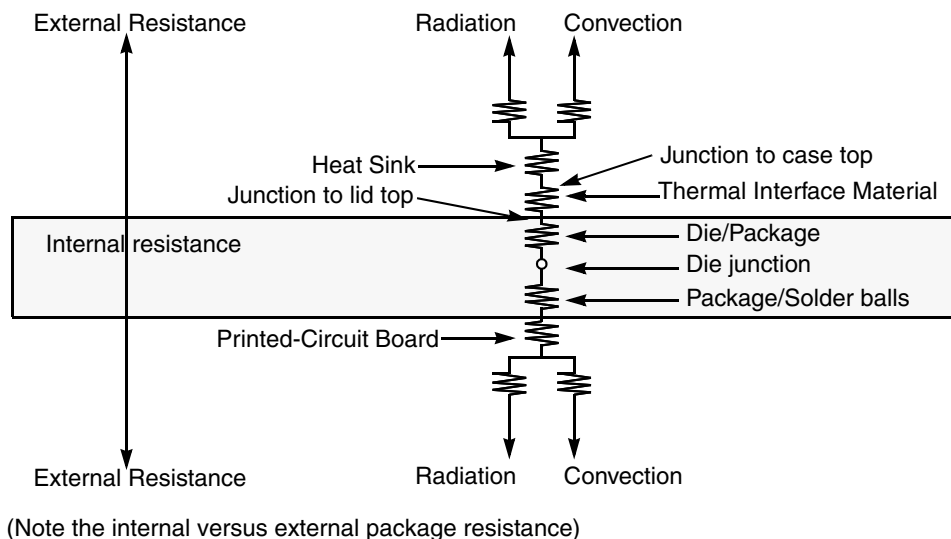 External Resistance
Radiation
Convection
Heat Sink
Junction to case top
Thermal Interface Material
Junction to lid top
Internal resistance
Die/Package
Die junction
Package/Solder balls
Printed-Circuit Board
External Resistance
Radiation
Convection
(Note the internal versus external package resistance)